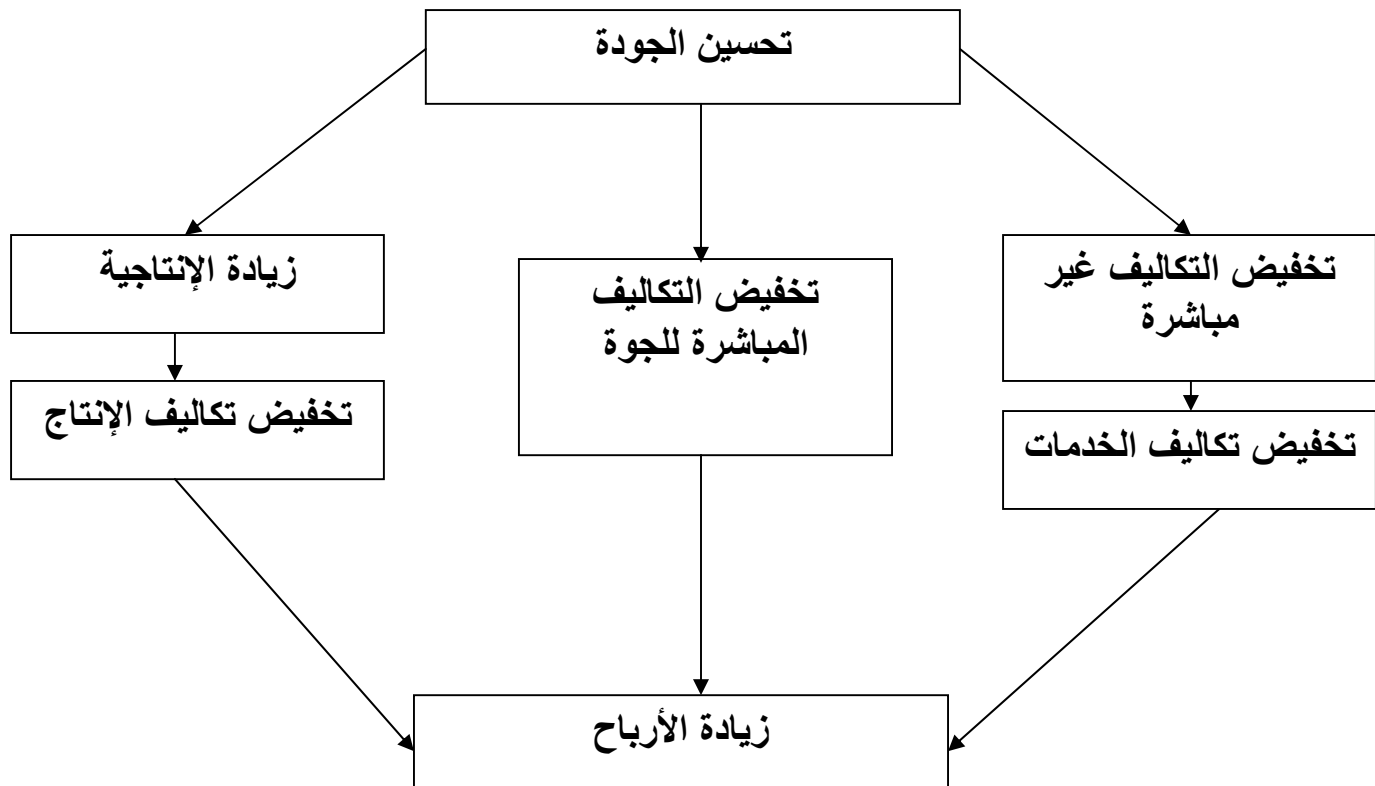 تحسين الجودة
تخفيض التكاليف غير
مباشرة
تخفيض التكاليف
المباشرة للجوة
زيادة الإنتاجية
تخفيض تكاليف الخدمات
تخفيض تكاليف الإنتاج
زيادة الأرباح